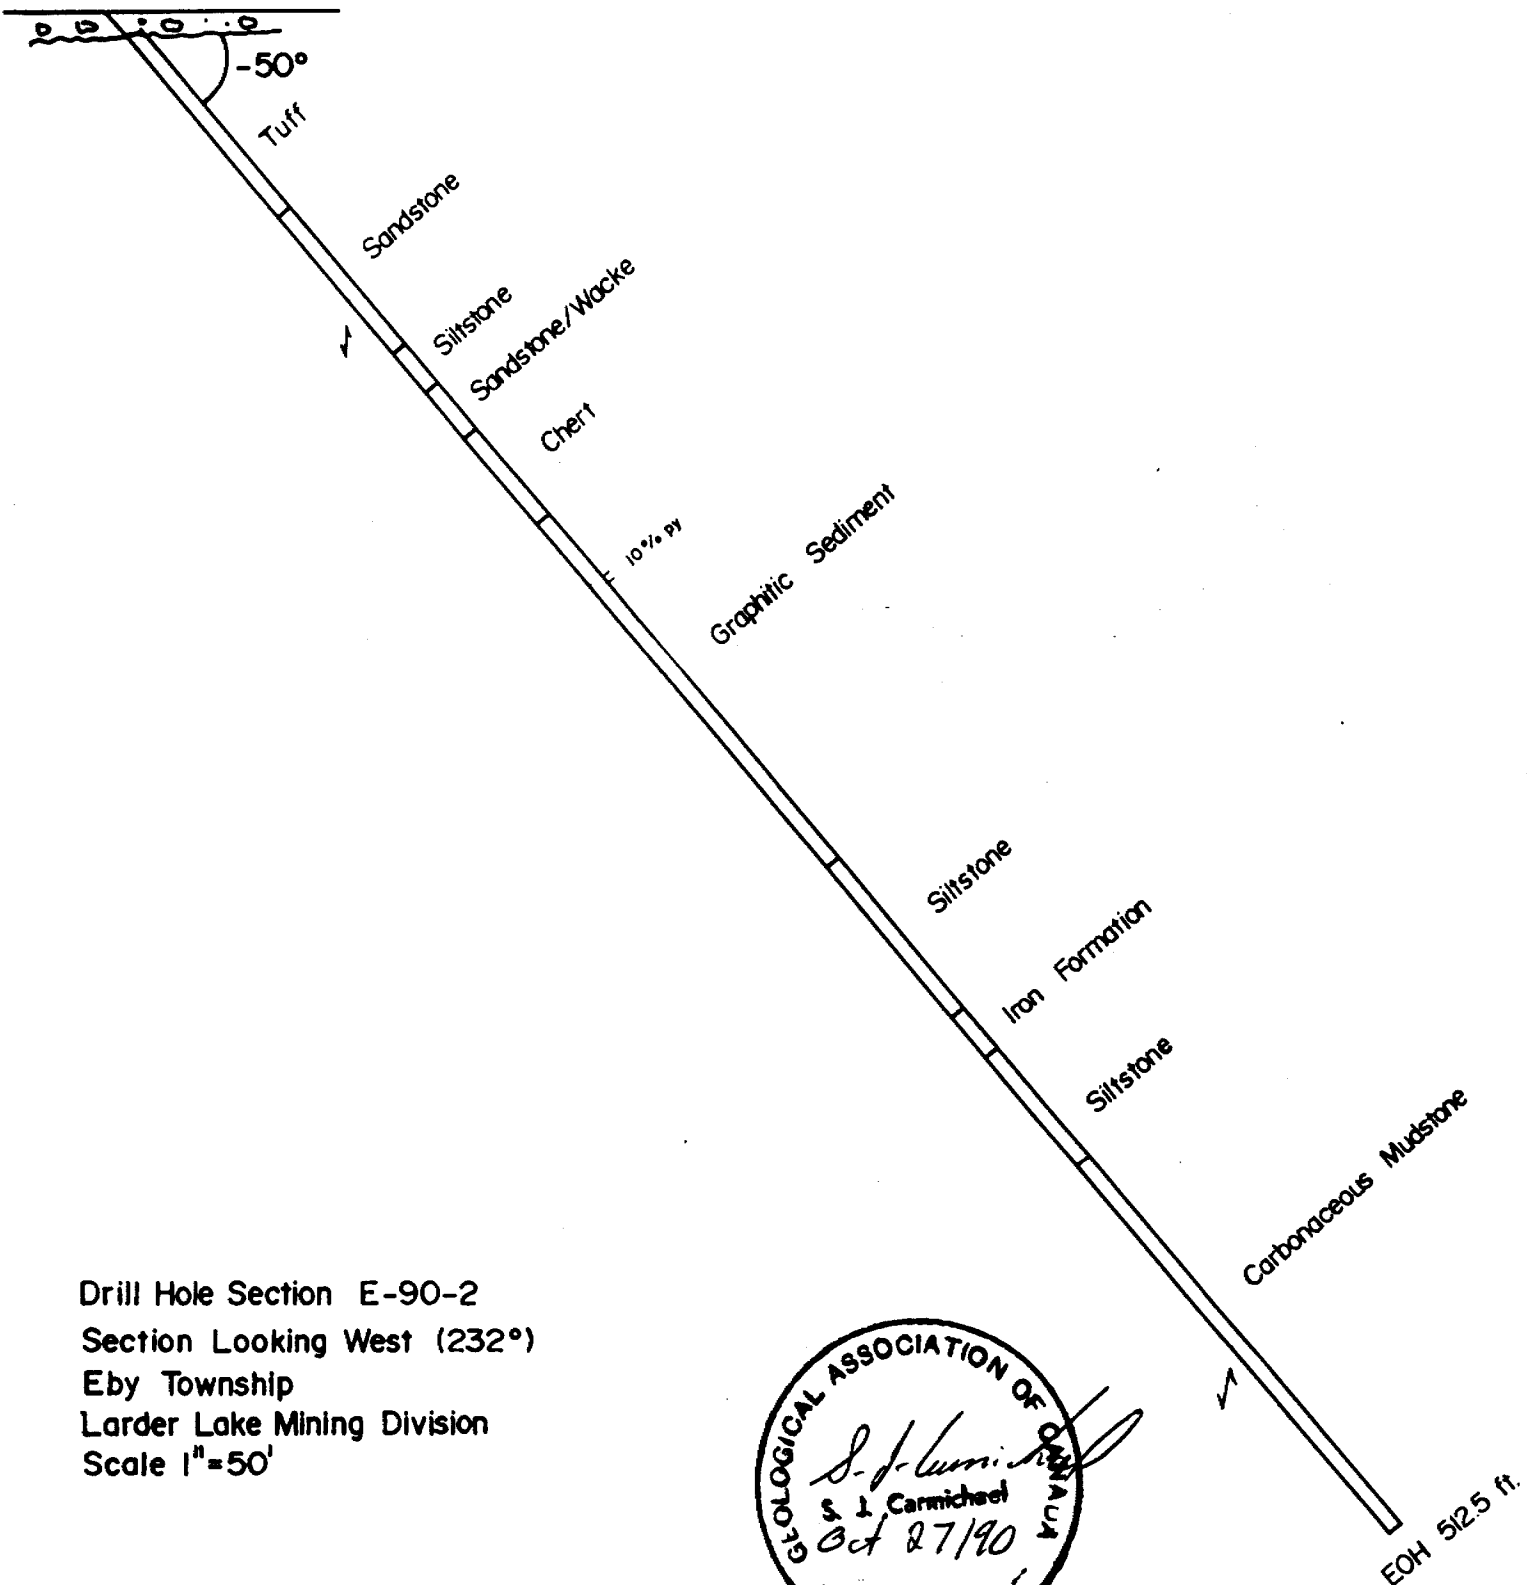 -50°
Tuff
Sandstone
Siltstone
Sandstone/Wacke
Chert
10% py
Graphitic Sediment
Siltstone
Iron Formation
Siltstone
Carbonaceous Mudstone
EOH 512.5 ft.
Drill Hole Section E-90-2
Section Looking West (232°)
Eby Township
Larder Lake Mining Division
Scale 1"=50'
GEOLOGICAL ASSOCIATION OF CANADA
S. J. Carmichael
Oct 27/90